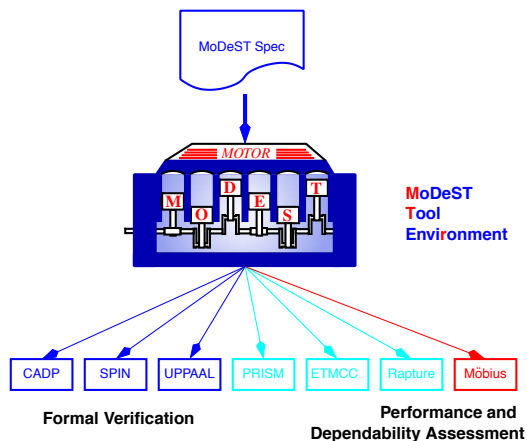 MoDeST Spec
MOTOR
M O D E S T
MoDeST
Tool
Environment
CADP SPIN UPPAAL PRISM ETMCC Rapture Möbius
Formal Verification
Performance and
Dependability Assessment